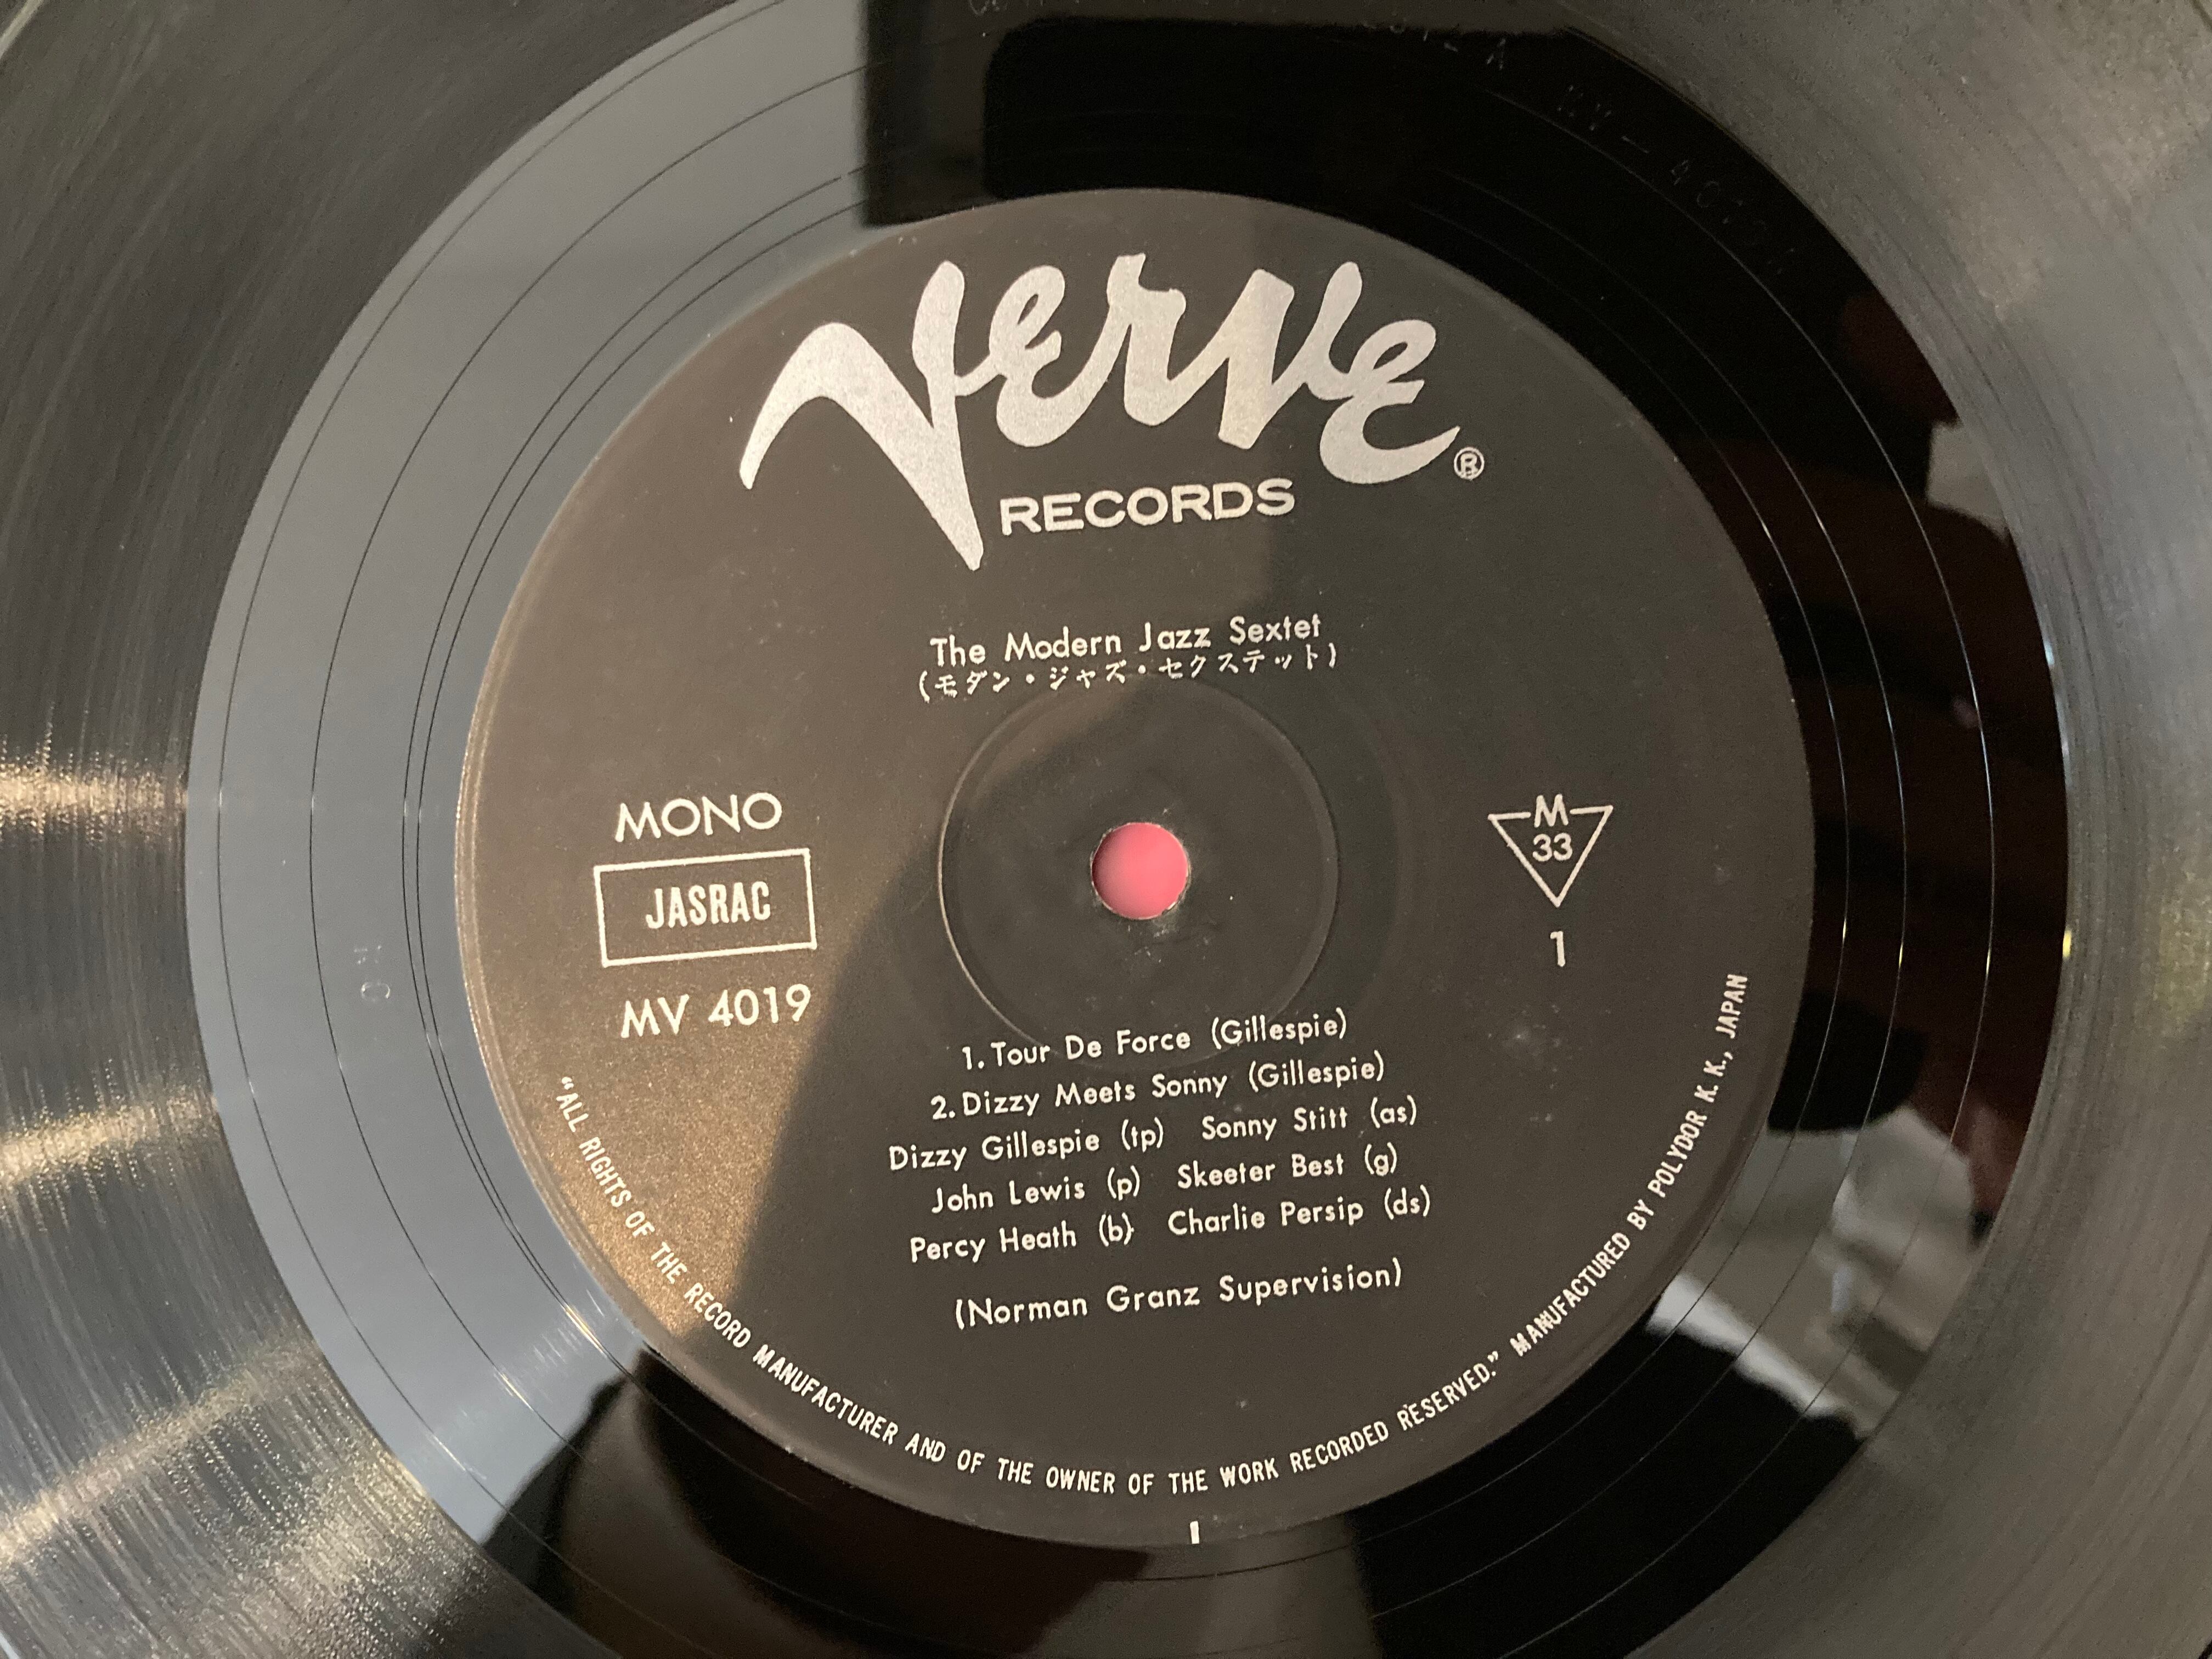 Verve ®
RECORDS
The Modern Jazz Sextet
(モダン・ジャズ・セクステット)
MONO
JASRAC
MV 4019
M
33
1
1. Tour De Force (Gillespie)
2. Dizzy Meets Sonny (Gillespie)
Dizzy Gillespie (tp) Sonny Stitt (as)
John Lewis (p) Skeeter Best (g)
Percy Heath (b) Charlie Persip (ds)
(Norman Granz Supervision)
"ALL RIGHTS OF THE RECORD MANUFACTURER AND OF THE OWNER OF THE WORK RECORDED RESERVED." MANUFACTURED BY POLYDOR K. K., JAPAN